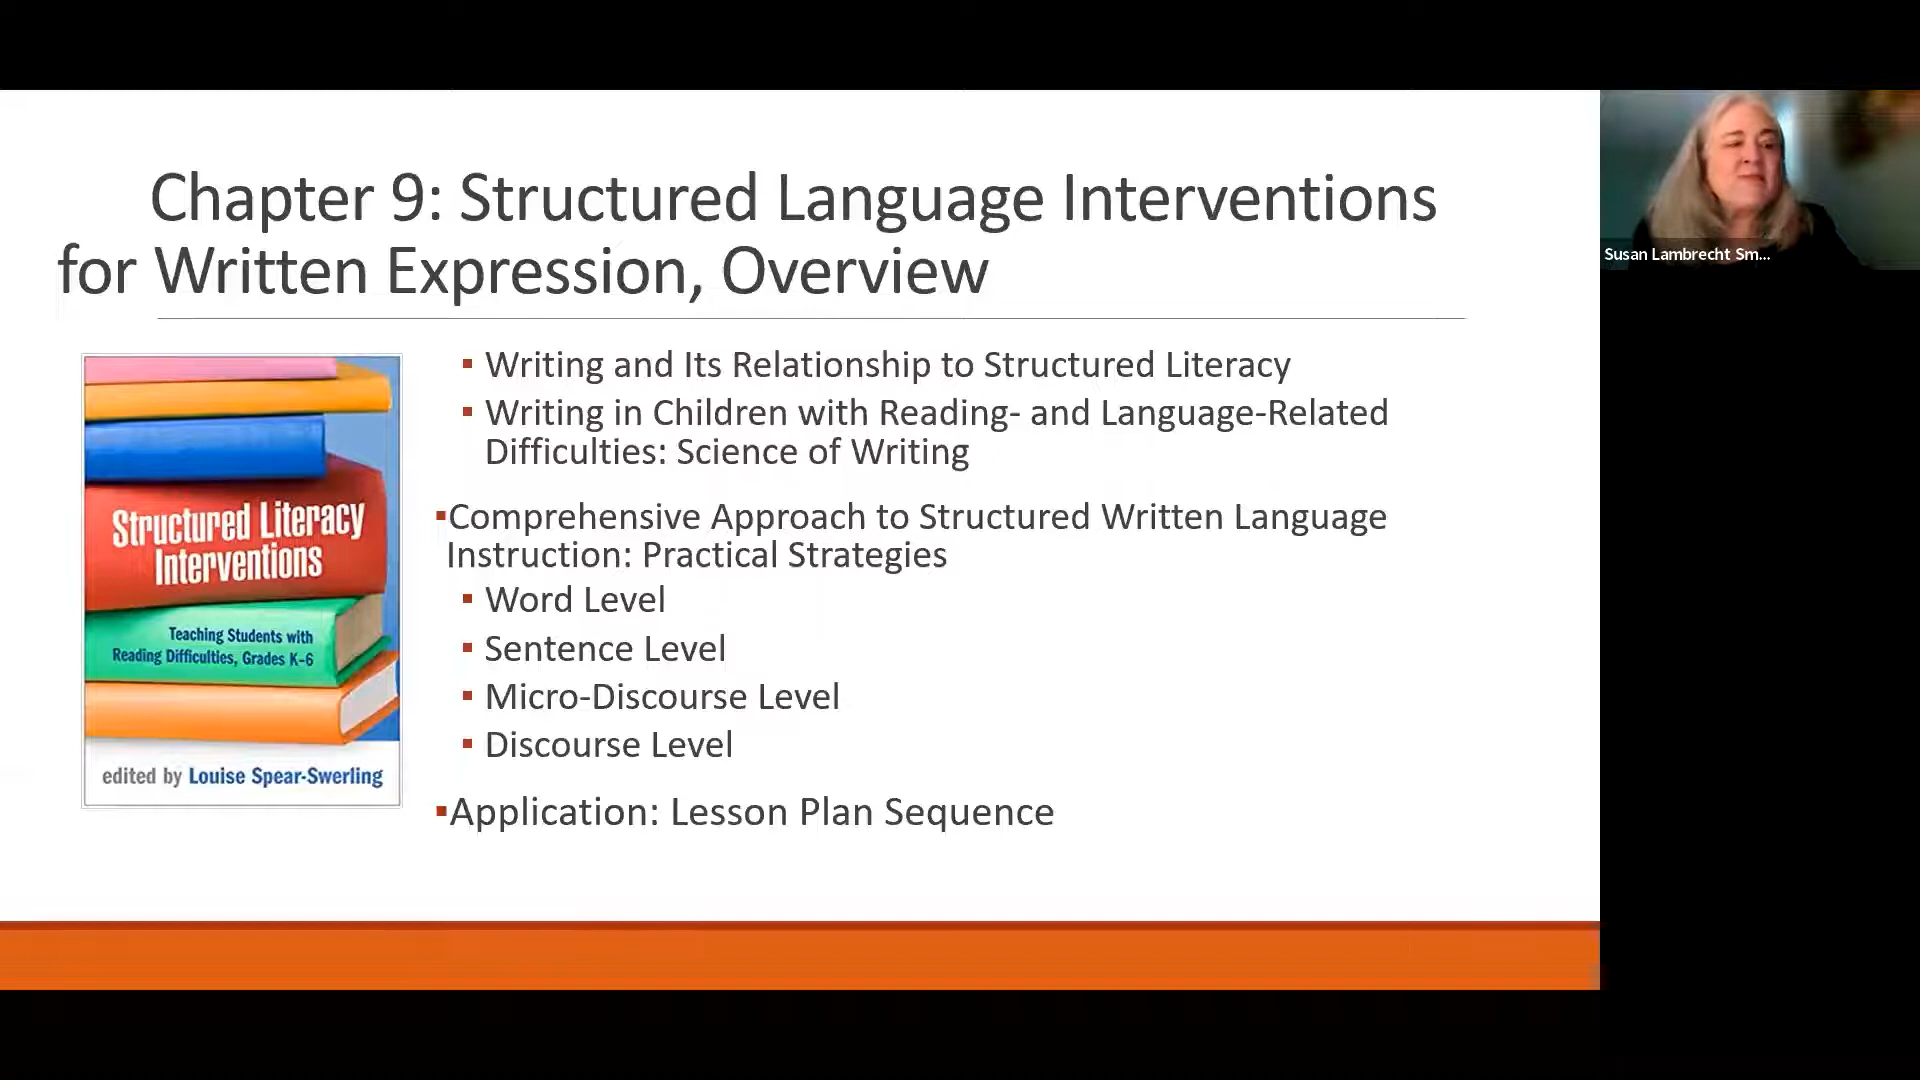 Chapter 9: Structured Language Interventions
for Written Expression, Overview
Structured Literacy
Interventions
Teaching Students with
Reading Difficulties, Grades K–6
edited by Louise Spear-Swerling
▪ Writing and Its Relationship to Structured Literacy
▪ Writing in Children with Reading- and Language-Related
Difficulties: Science of Writing
▪Comprehensive Approach to Structured Written Language
Instruction: Practical Strategies
▪ Word Level
▪ Sentence Level
▪ Micro-Discourse Level
▪ Discourse Level
▪Application: Lesson Plan Sequence
Susan Lambrecht Sm...